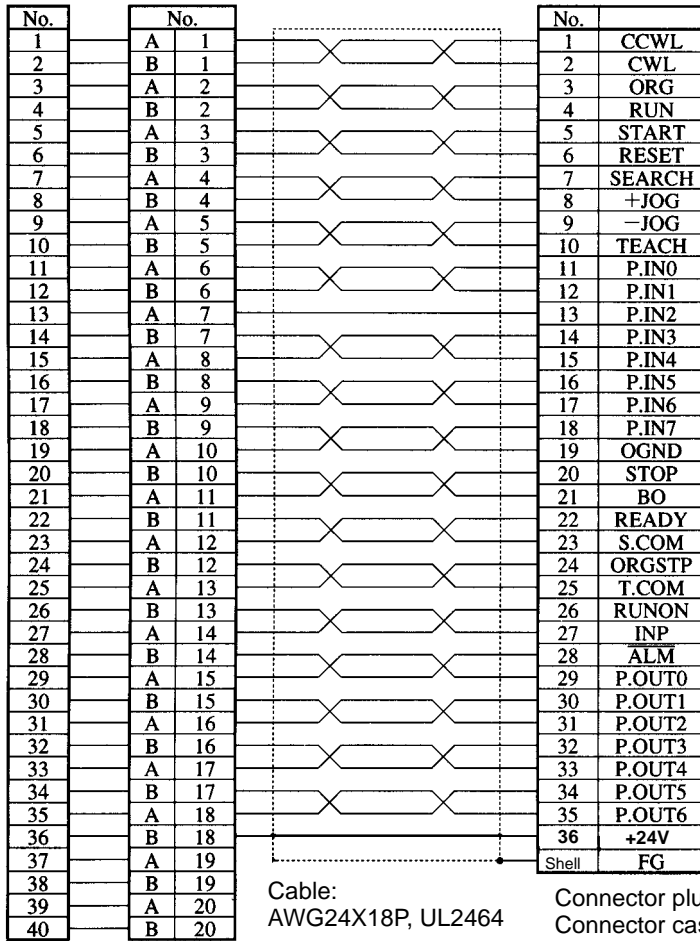 No. No. No.
1 A 1 1 CCWL
2 B 1 2 CWL
3 A 2 3 ORG
4 B 2 4 RUN
5 A 3 5 START
6 B 3 6 RESET
7 A 4 7 SEARCH
8 B 4 8 +JOG
9 A 5 9 −JOG
10 B 5 10 TEACH
11 A 6 11 P.IN0
12 B 6 12 P.IN1
13 A 7 13 P.IN2
14 B 7 14 P.IN3
15 A 8 15 P.IN4
16 B 8 16 P.IN5
17 A 9 17 P.IN6
18 B 9 18 P.IN7
19 A 10 19 OGND
20 B 10 20 STOP
21 A 11 21 BO
22 B 11 22 READY
23 A 12 23 S.COM
24 B 12 24 ORGSTP
25 A 13 25 T.COM
26 B 13 26 RUNON
27 A 14 27 INP
28 B 14 28 ALM
29 A 15 29 P.OUT0
30 B 15 30 P.OUT1
31 A 16 31 P.OUT2
32 B 16 32 P.OUT3
33 A 17 33 P.OUT4
34 B 17 34 P.OUT5
35 A 18 35 P.OUT6
36 B 18 36 +24V
37 A 19 Shell FG
38 B 19
39 A 20
40 B 20
Cable:
AWG24X18P, UL2464
Connector plu
Connector cas